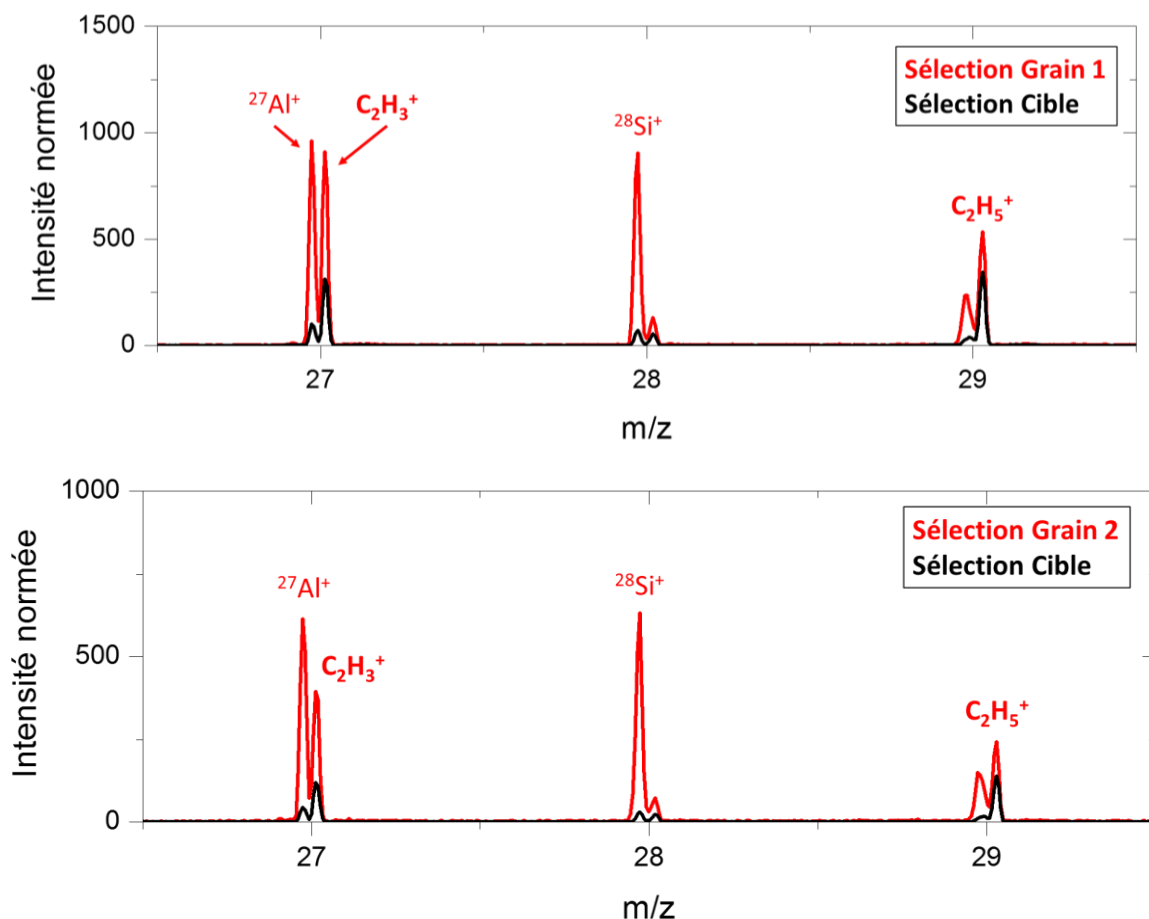 1500
1000
500
0
Intensité normée
Sélection Grain 1
Sélection Cible
²⁷Al⁺
C₂H₃⁺
²⁸Si⁺
C₂H₅⁺
27
28
29
m/z
1000
500
0
Intensité normée
Sélection Grain 2
Sélection Cible
²⁷Al⁺
C₂H₃⁺
²⁸Si⁺
C₂H₅⁺
27
28
29
m/z